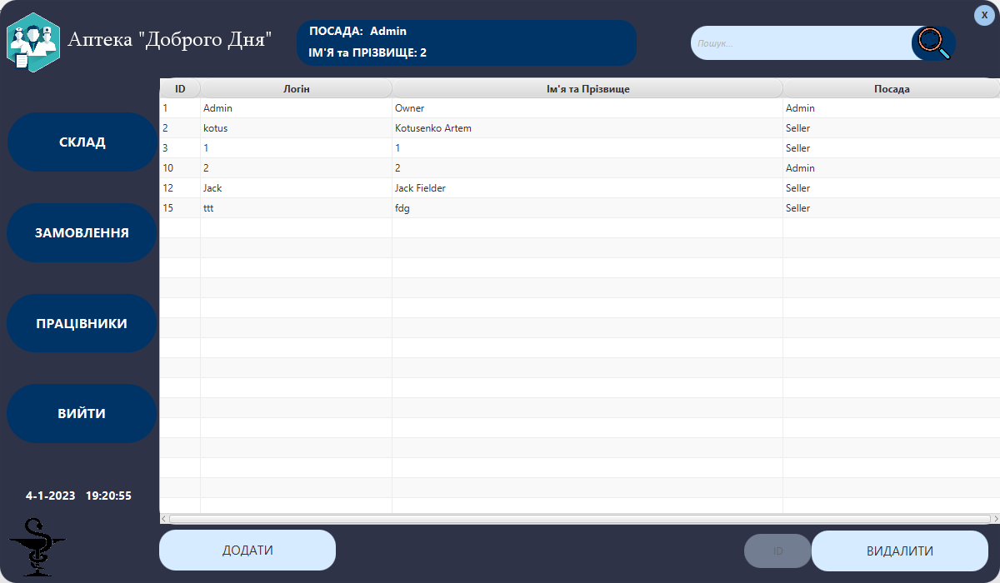 Аптека "Доброго Дня"
ПОСАДА: Admin
ІМ'Я та ПРІЗВИЩЕ: 2
Пошук...
X
СКЛАД
ЗАМОВЛЕННЯ
ПРАЦІВНИКИ
ВИЙТИ
4-1-2023 19:20:55
ID Логін Ім'я та Прізвище Посада
1 Admin Owner Admin
2 kotus Kotusenko Artem Seller
3 1 1 Seller
10 2 2 Admin
12 Jack Jack Fielder Seller
15 ttt fdg Seller
ДОДАТИ
ID
ВИДАЛИТИ